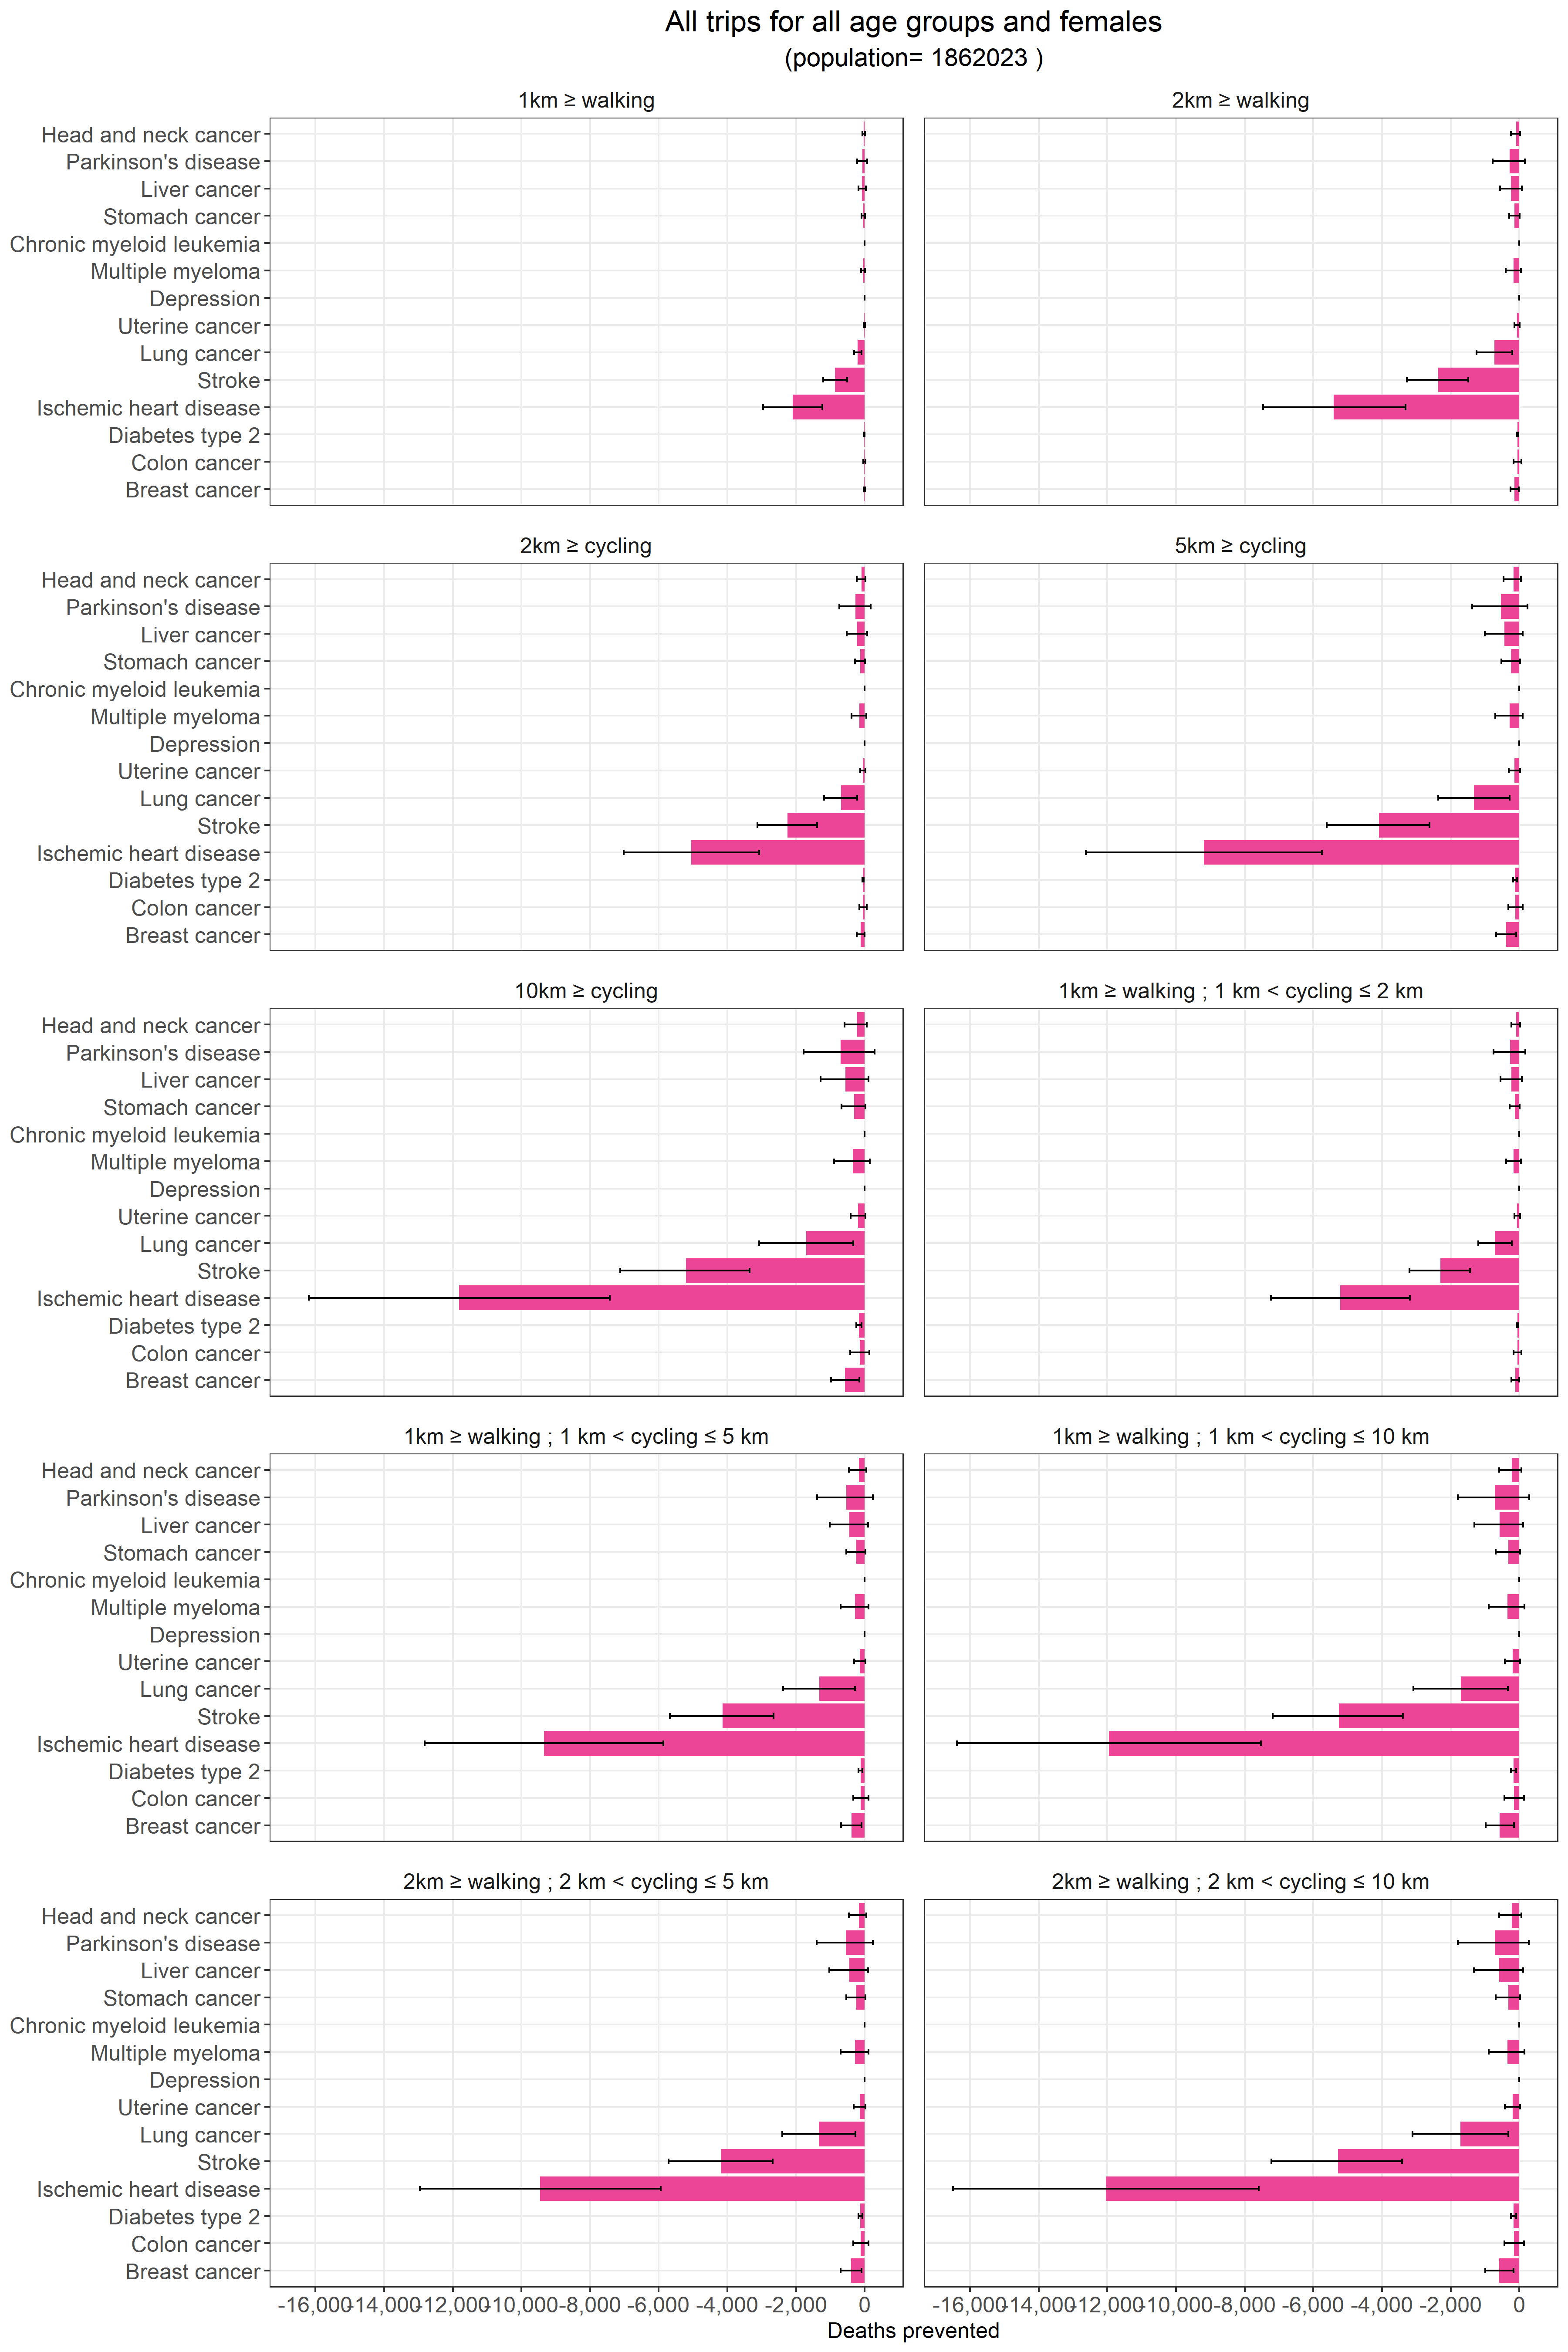 All trips for all age groups and females
(population= 1862023 )
1km ≥ walking
2km ≥ walking
Head and neck cancer
Parkinson's disease
Liver cancer
Stomach cancer
Chronic myeloid leukemia
Multiple myeloma
Depression
Uterine cancer
Lung cancer
Stroke
Ischemic heart disease
Diabetes type 2
Colon cancer
Breast cancer
2km ≥ cycling
5km ≥ cycling
Head and neck cancer
Parkinson's disease
Liver cancer
Stomach cancer
Chronic myeloid leukemia
Multiple myeloma
Depression
Uterine cancer
Lung cancer
Stroke
Ischemic heart disease
Diabetes type 2
Colon cancer
Breast cancer
10km ≥ cycling
1km ≥ walking ; 1 km < cycling ≤ 2 km
Head and neck cancer
Parkinson's disease
Liver cancer
Stomach cancer
Chronic myeloid leukemia
Multiple myeloma
Depression
Uterine cancer
Lung cancer
Stroke
Ischemic heart disease
Diabetes type 2
Colon cancer
Breast cancer
1km ≥ walking ; 1 km < cycling ≤ 5 km
1km ≥ walking ; 1 km < cycling ≤ 10 km
Head and neck cancer
Parkinson's disease
Liver cancer
Stomach cancer
Chronic myeloid leukemia
Multiple myeloma
Depression
Uterine cancer
Lung cancer
Stroke
Ischemic heart disease
Diabetes type 2
Colon cancer
Breast cancer
2km ≥ walking ; 2 km < cycling ≤ 5 km
2km ≥ walking ; 2 km < cycling ≤ 10 km
Head and neck cancer
Parkinson's disease
Liver cancer
Stomach cancer
Chronic myeloid leukemia
Multiple myeloma
Depression
Uterine cancer
Lung cancer
Stroke
Ischemic heart disease
Diabetes type 2
Colon cancer
Breast cancer
-16,000 -14,000 -12,000 -10,000 -8,000 -6,000 -4,000 -2,000 0
-16,000 -14,000 -12,000 -10,000 -8,000 -6,000 -4,000 -2,000 0
Deaths prevented